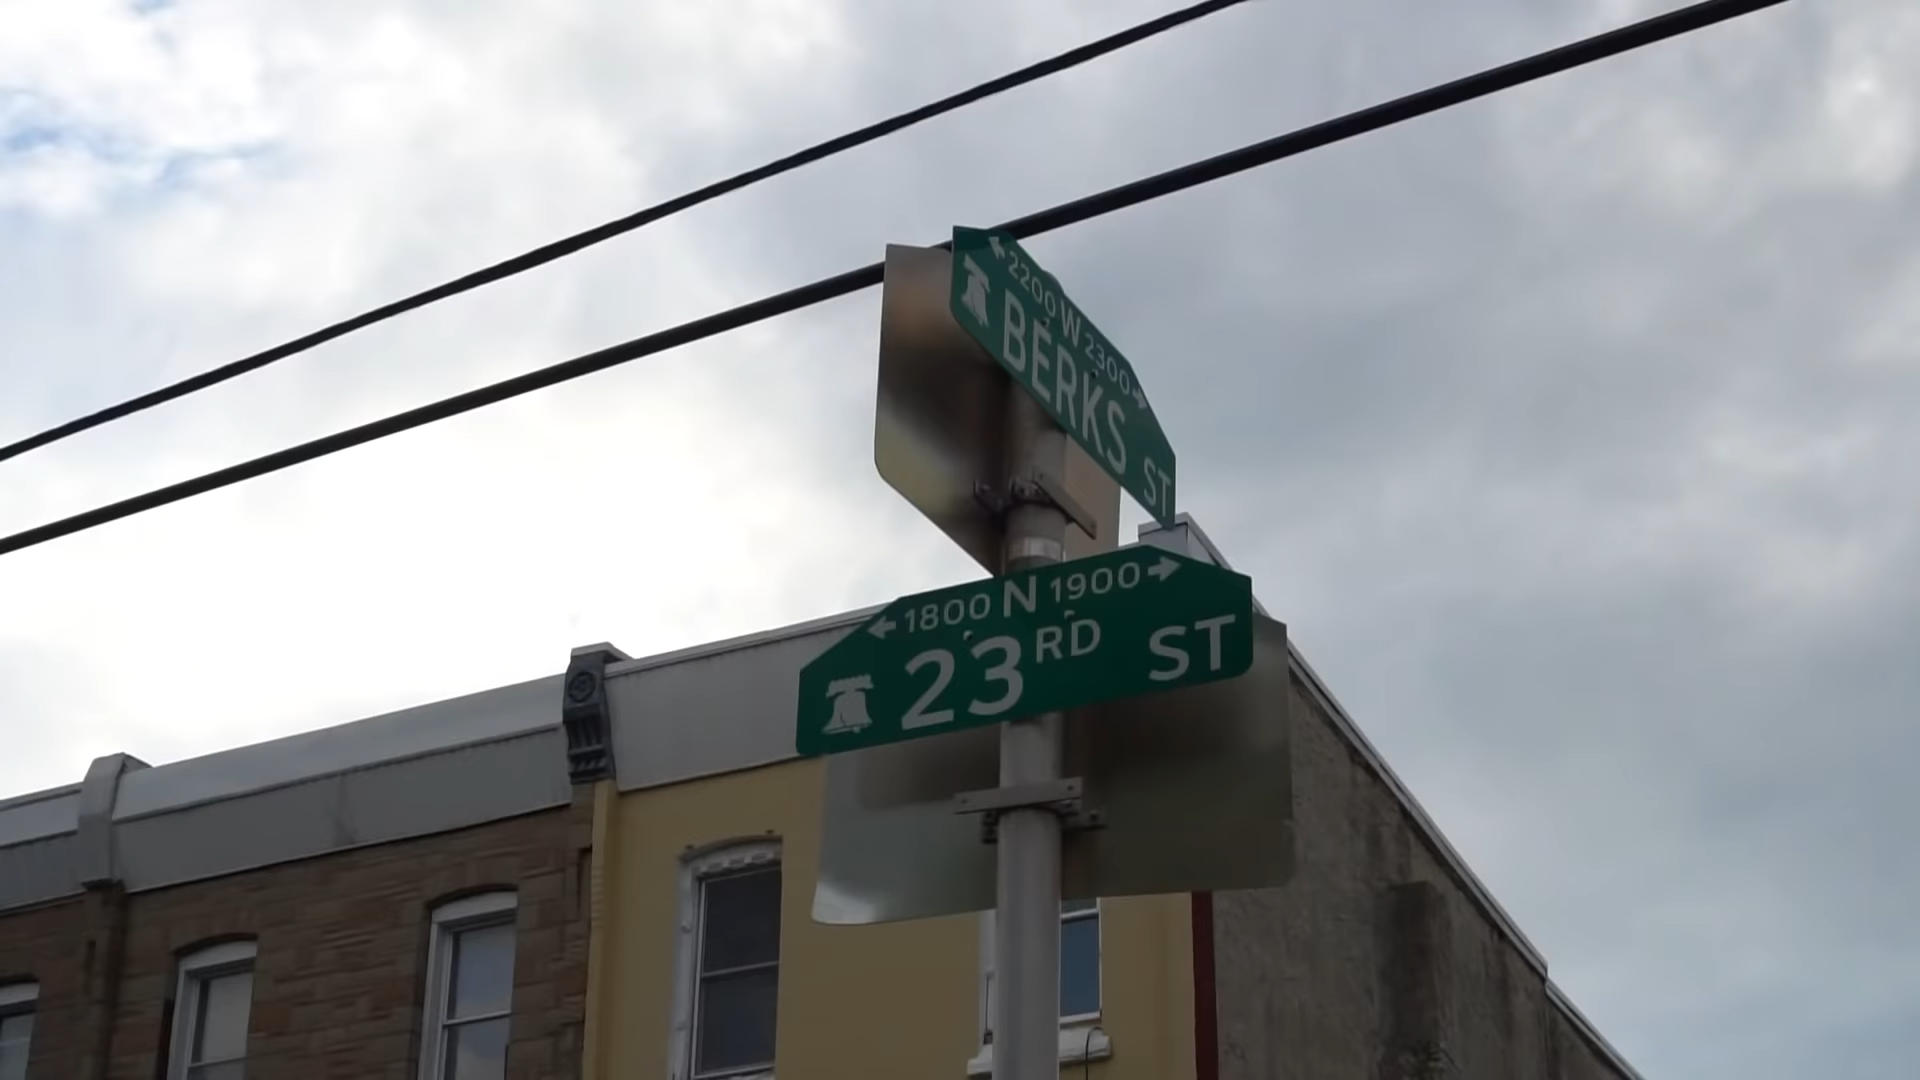 ← 2200 W 2300 →
BERKS ST
← 1800 N 1900 →
23RD ST